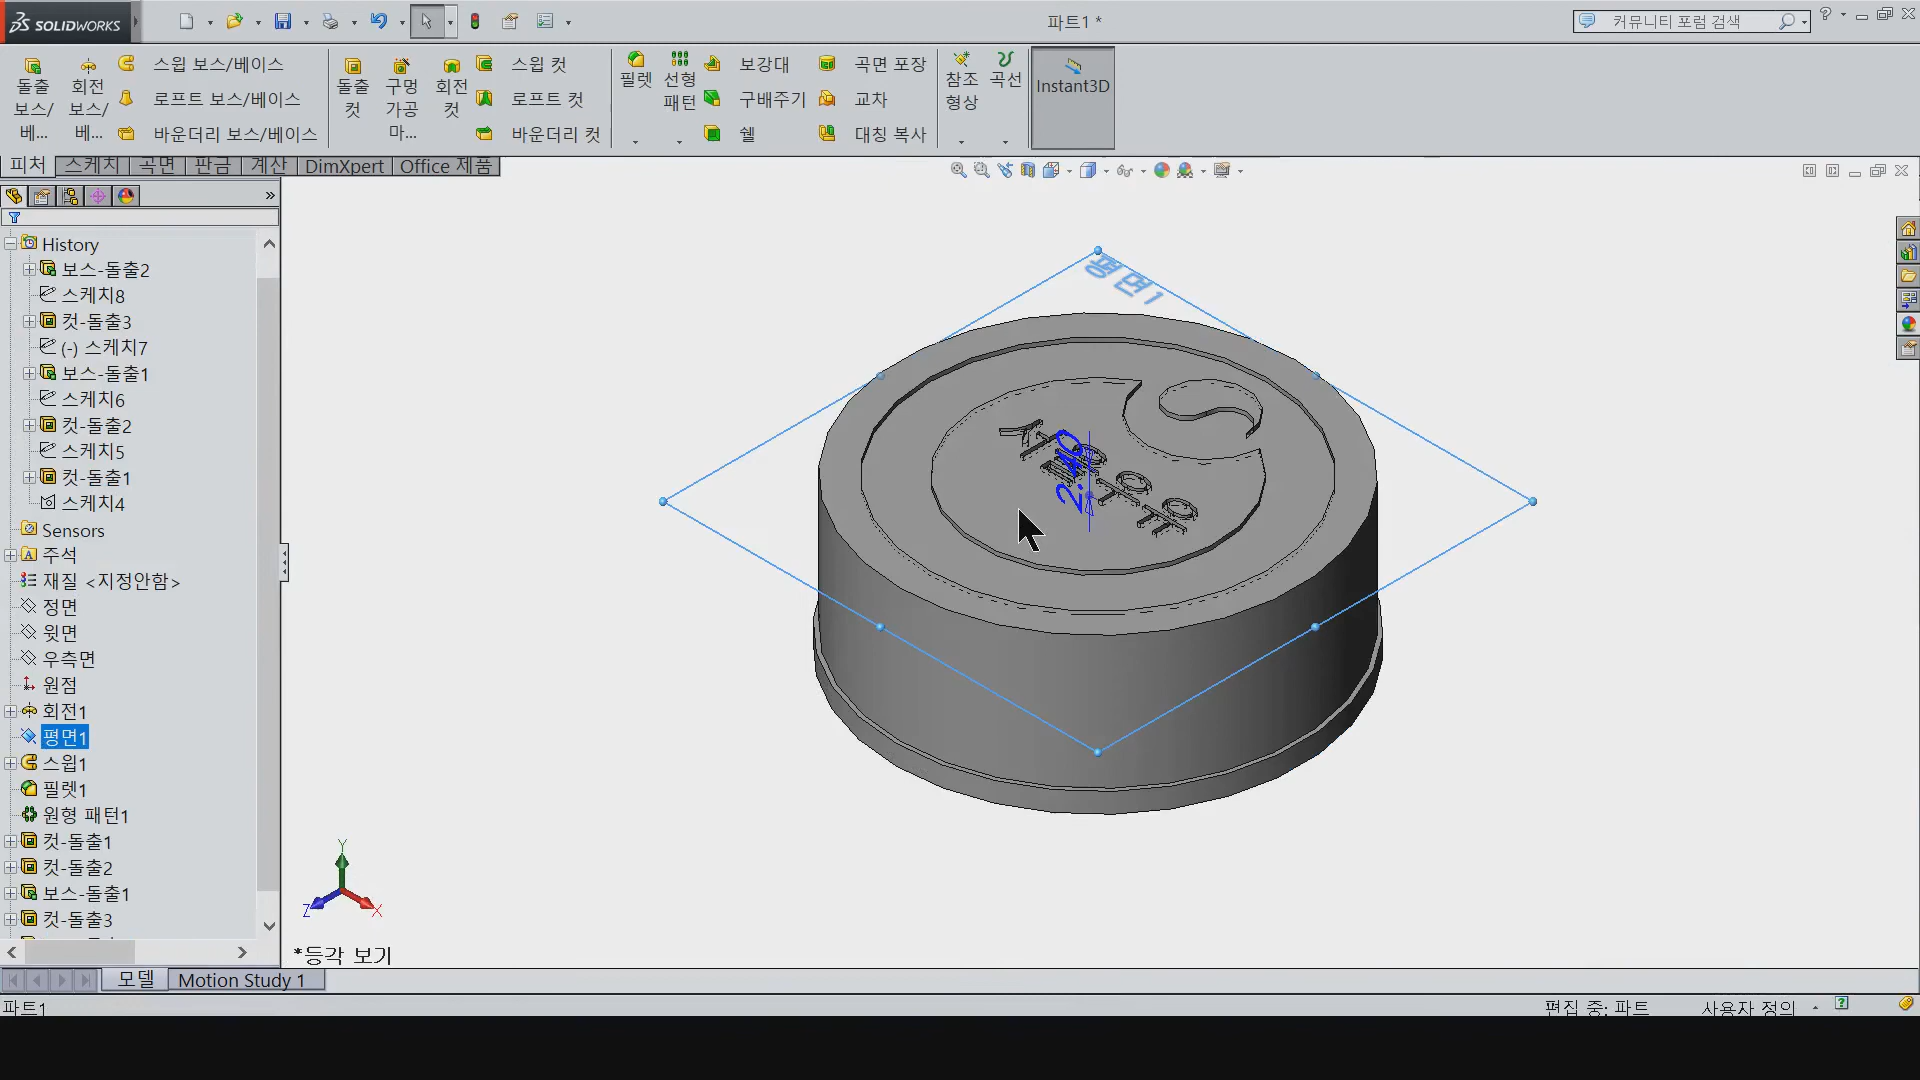 SOLIDWORKS
파트1 *
커뮤니티 포럼 검색
돌출 보스/베...
회전 보스/베...
스윕 보스/베이스
로프트 보스/베이스
바운더리 보스/베이스
돌출 컷
구멍 가공 마...
회전 컷
스윕 컷
로프트 컷
바운더리 컷
필렛
선형 패턴
보강대
구배주기
쉘
곡면 포장
교차
대칭 복사
참조 형상
곡선
Instant3D
피처 스케치 곡면 판금 계산 DimXpert Office 제품
History
보스-돌출2
스케치8
컷-돌출3
(-) 스케치7
보스-돌출1
스케치6
컷-돌출2
스케치5
컷-돌출1
스케치4
Sensors
주석
재질 <지정안함>
정면
윗면
우측면
원점
회전1
평면1
스윕1
필렛1
원형 패턴1
컷-돌출1
컷-돌출2
보스-돌출1
컷-돌출3
평면1
2.40
Y
Z
X
*등각 보기
모델 Motion Study 1
파트1
편집 중: 파트
사용자 정의